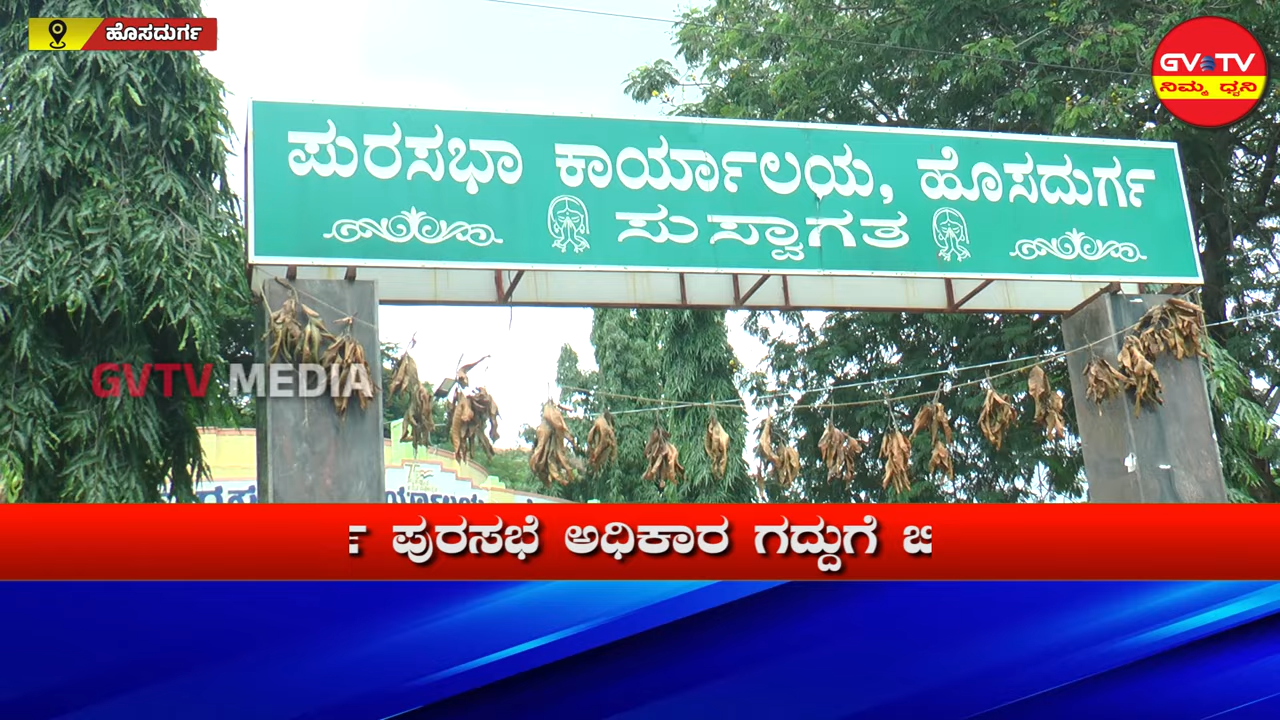 ಹೊಸದುರ್ಗ
GVTV
ನಿಮ್ಮ ಧ್ವನಿ
ಪುರಸಭಾ ಕಾರ್ಯಾಲಯ, ಹೊಸದುರ್ಗ
ಸುಸ್ವಾಗತ
GVTV MEDIA
ಪುರಸಭೆ ಅಧಿಕಾರ ಗದ್ದುಗೆ